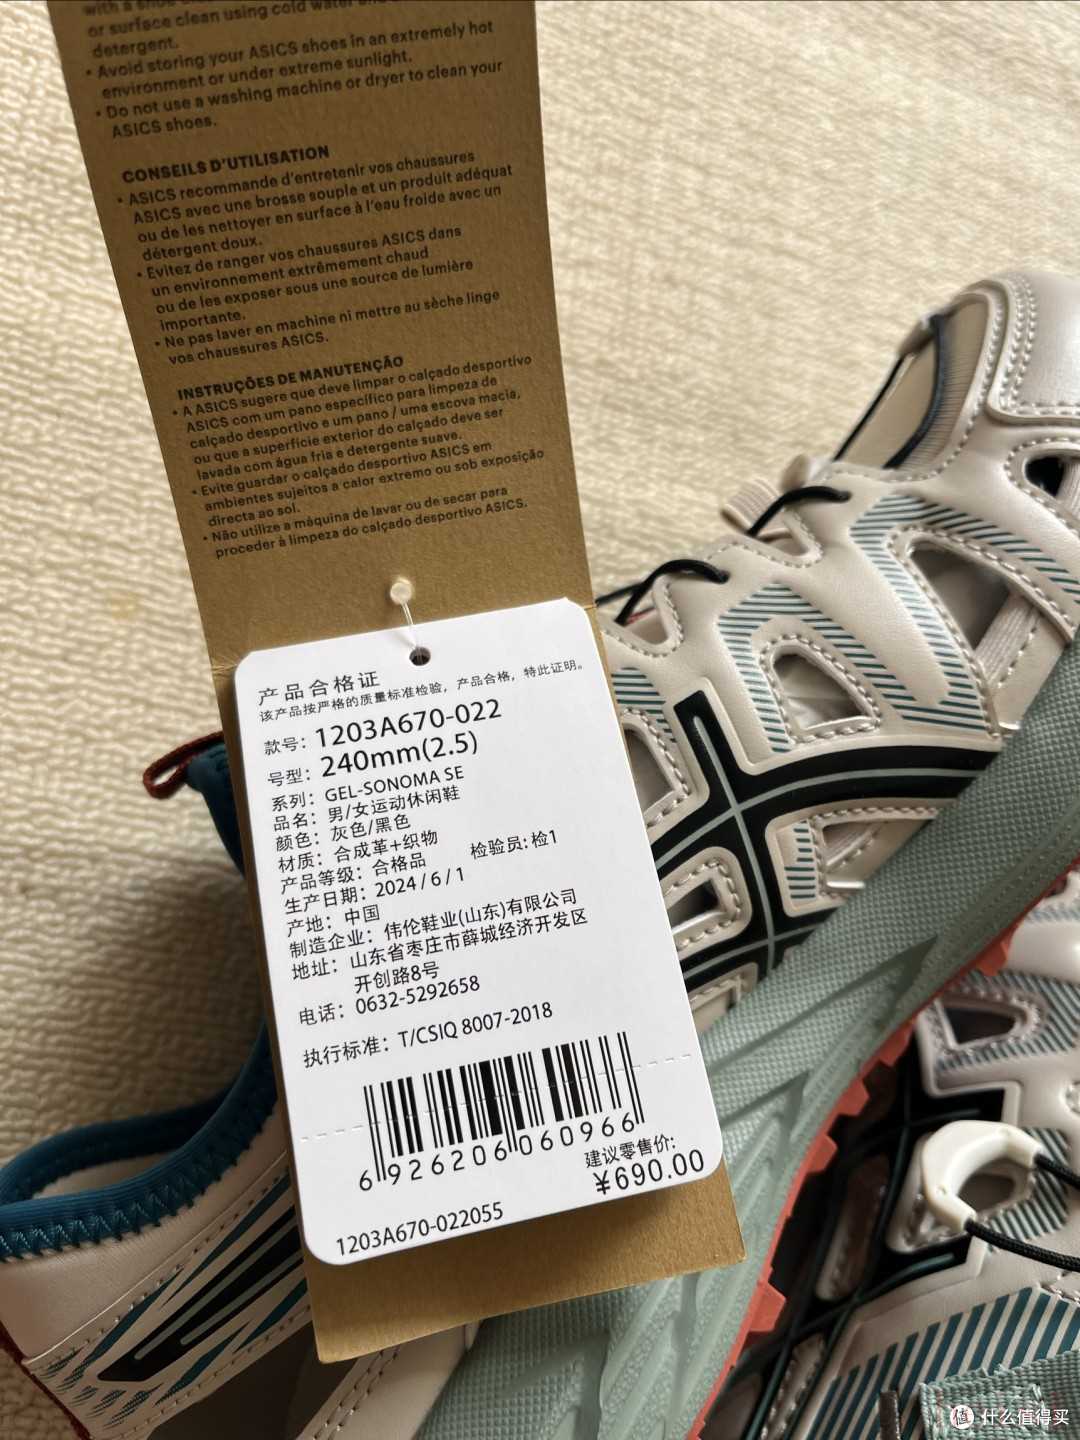 with a shoe
or surface clean using cold water and
detergent.
• Avoid storing your ASICS shoes in an extremely hot
environment or under extreme sunlight.
• Do not use a washing machine or dryer to clean your
ASICS shoes.
CONSEILS D'UTILISATION
• ASICS recommande d'entretenir vos chaussures
ASICS avec une brosse souple et un produit adéquat
ou de les nettoyer en surface à l'eau froide avec un
détergent doux.
• Evitez de ranger vos chaussures ASICS dans
un environnement extrêmement chaud
ou de les exposer sous une source de lumière
importante.
• Ne pas laver en machine ni mettre au sèche linge
vos chaussures ASICS.
INSTRUÇÕES DE MANUTENÇÃO
• A ASICS sugere que deve limpar o calçado desportivo
ASICS com um pano específico para limpeza de
calçado desportivo e um pano / uma escova macia,
ou que a superfície exterior do calçado deve ser
lavada com água fria e detergente suave.
• Evite guardar o calçado desportivo ASICS em
ambientes sujeitos a calor extremo ou sob exposição
directa ao sol.
• Não utilize a máquina de lavar ou de secar para
proceder à limpeza do calçado desportivo ASICS.
产品合格证
该产品按严格的质量标准检验，产品合格，特此证明。
款号：1203A670-022
号型：240mm(2.5)
系列：GEL-SONOMA SE
品名：男/女运动休闲鞋
颜色：灰色/黑色
材质：合成革+织物
产品等级：合格品 检验员：检1
生产日期：2024/6/1
产地：中国
制造企业：伟伦鞋业(山东)有限公司
地址：山东省枣庄市薛城经济开发区
开创路8号
电话：0632-5292658
执行标准：T/CSIQ 8007-2018
6 926206 060966
建议零售价：
¥690.00
1203A670-022055
值 什么值得买